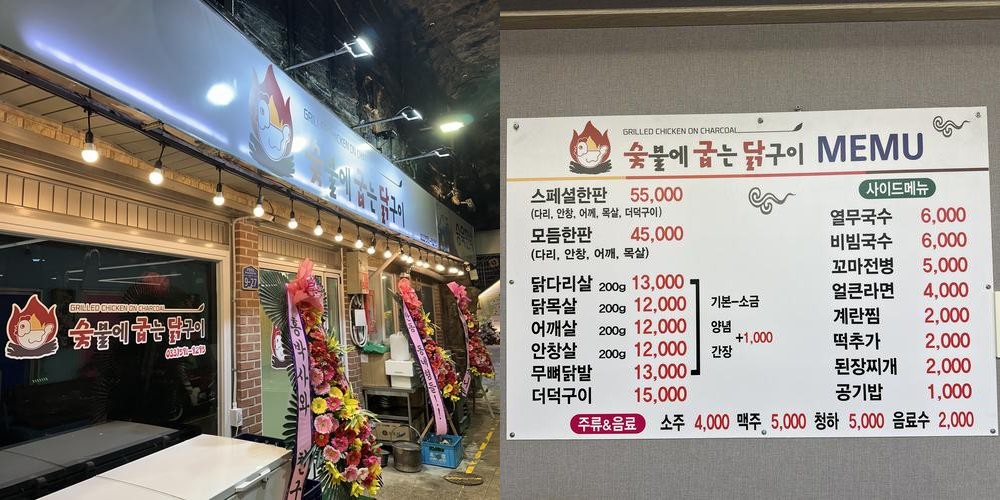 GRILLED CHICKEN ON CHARCOAL
숯불에 굽는 닭구이
9-27
GRILLED CHICKEN ON CHARCOAL
숯불에 굽는 닭구이
동박사와 친구
GRILLED CHICKEN ON CHARCOAL
숯불에 굽는 닭구이 MEMU
스페셜한판 55,000
(다리, 안창, 어께, 목살, 더덕구이)
모듬한판 45,000
(다리, 안창, 어깨, 목살)
닭다리살 200g 13,000
닭목살 200g 12,000
어깨살 200g 12,000
안창살 200g 12,000
무뼈닭발 13,000
더덕구이 15,000
기본-소금
양념
간장
+1,000
사이드메뉴
열무국수 6,000
비빔국수 6,000
꼬마전병 5,000
얼큰라면 4,000
계란찜 2,000
떡추가 2,000
된장찌개 2,000
공기밥 1,000
주류&음료 소주 4,000 맥주 5,000 청하 5,000 음료수 2,000